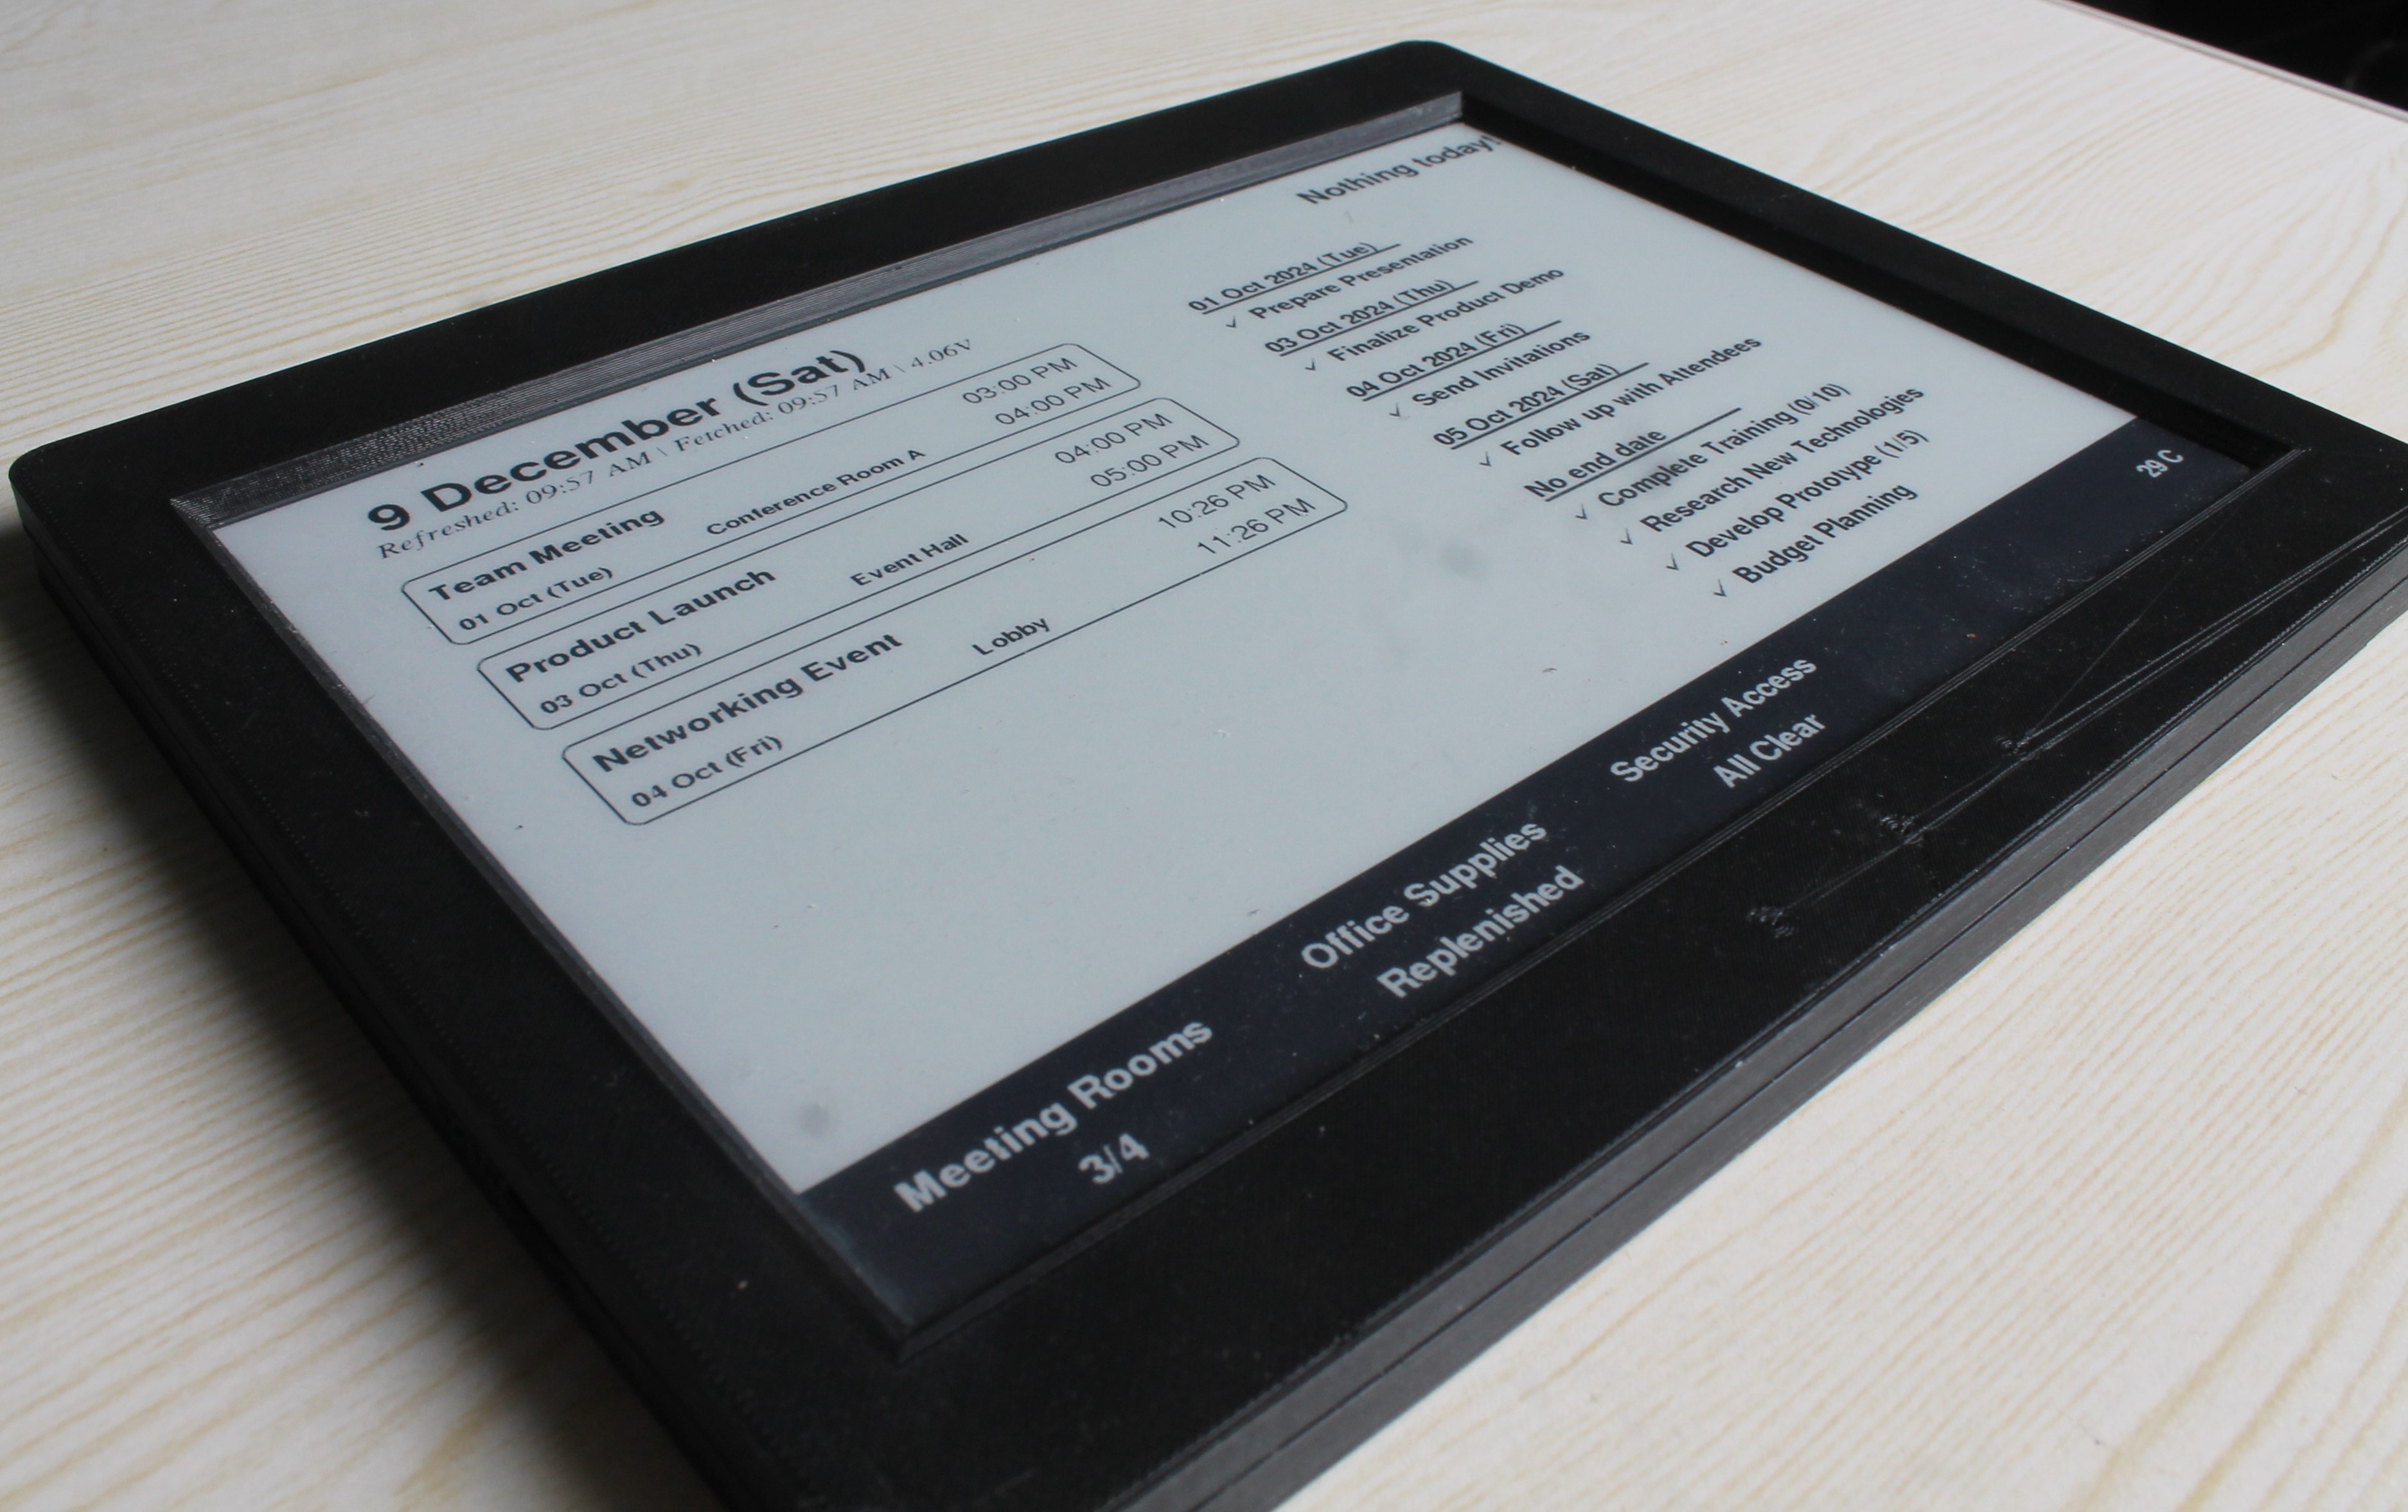 9 December (Sat)
Refreshed: 09:57 AM \ Fetched: 09:57 AM \ 4.06V
Team Meeting
03:00 PM
01 Oct (Tue)
Conference Room A
04:00 PM
Product Launch
04:00 PM
03 Oct (Thu)
Event Hall
05:00 PM
Networking Event
10:26 PM
04 Oct (Fri)
Lobby
11:26 PM
Nothing today!
01 Oct 2024 (Tue)
✓ Prepare Presentation
03 Oct 2024 (Thu)
✓ Finalize Product Demo
04 Oct 2024 (Fri)
✓ Send Invitations
05 Oct 2024 (Sat)
✓ Follow up with Attendees
No end date
✓ Complete Training (0/10)
✓ Research New Technologies
✓ Develop Prototype (1/5)
✓ Budget Planning
Meeting Rooms
3/4
Office Supplies
Replenished
Security Access
All Clear
29 C